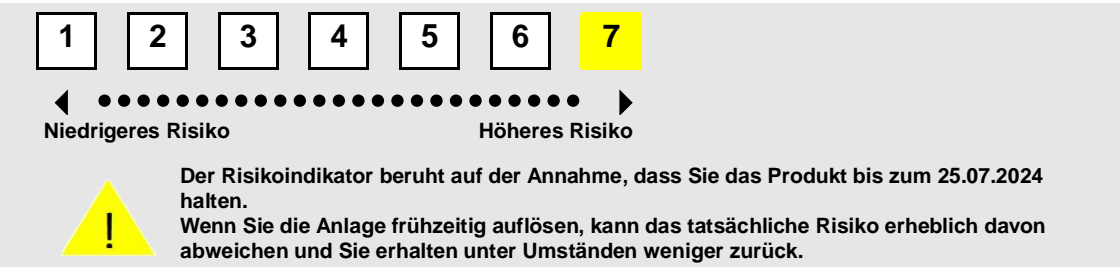 1 2 3 4 5 6 7
Niedrigeres Risiko Höheres Risiko
Der Risikoindikator beruht auf der Annahme, dass Sie das Produkt bis zum 25.07.2024
halten.
!
Wenn Sie die Anlage frühzeitig auflösen, kann das tatsächliche Risiko erheblich davon
abweichen und Sie erhalten unter Umständen weniger zurück.